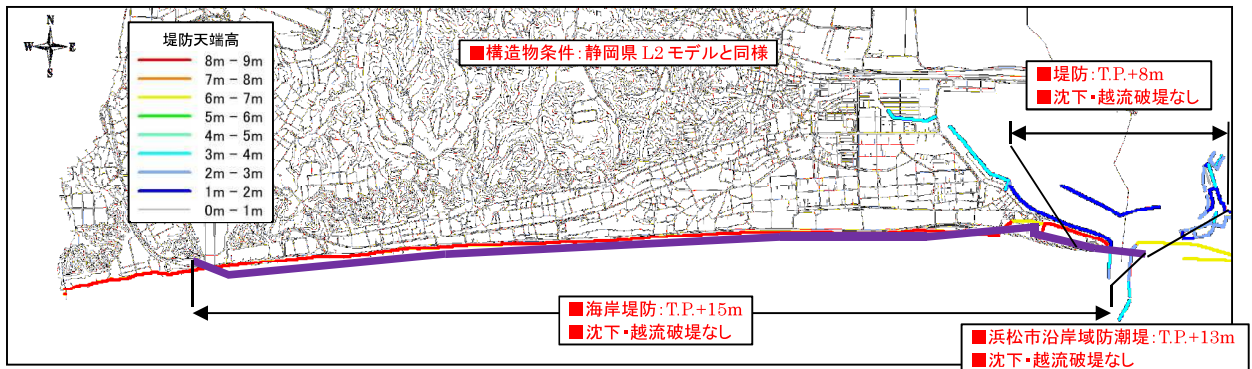 N
W E
S
堤防天端高
8m - 9m
7m - 8m
6m - 7m
5m - 6m
4m - 5m
3m - 4m
2m - 3m
1m - 2m
0m - 1m
■構造物条件:静岡県 L2 モデルと同様
■堤防:T.P.+8m
■沈下・越流破堤なし
■海岸堤防:T.P.+15m
■沈下・越流破堤なし
■浜松市沿岸域防潮堤:T.P.+13m
■沈下・越流破堤なし